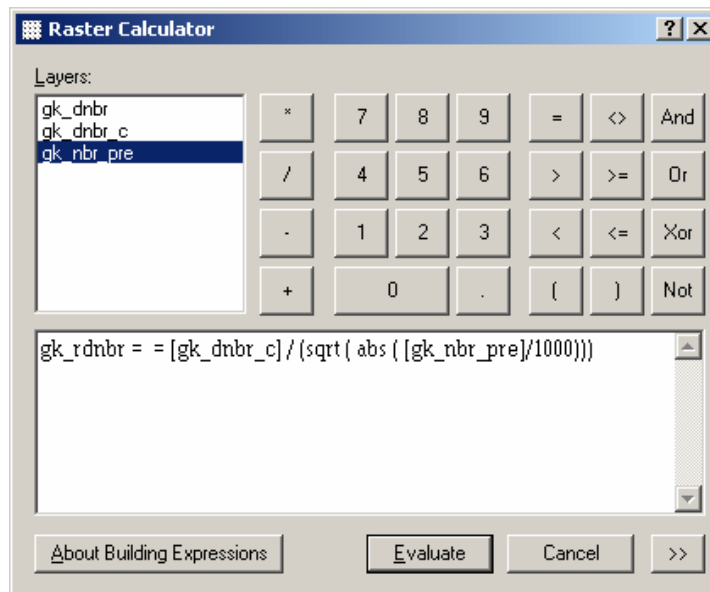 Raster Calculator
? ×
Layers:
gk_dnbr
gk_dnbr_c
gk_nbr_pre
* 7 8 9 = <> And
/ 4 5 6 > >= Or
- 1 2 3 < <= Xor
+ 0 . ( ) Not
gk_rdnbr = = [gk_dnbr_c] / (sqrt ( abs ( [gk_nbr_pre]/1000)))
About Building Expressions Evaluate Cancel >>